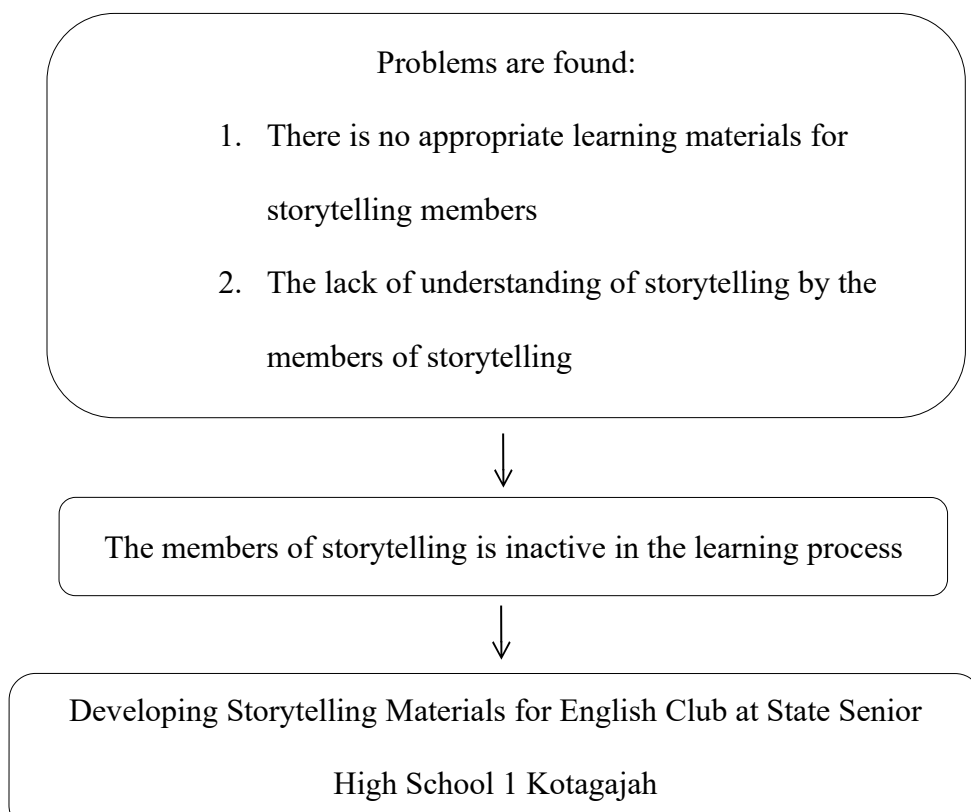 Problems are found:
1. There is no appropriate learning materials for
storytelling members
2. The lack of understanding of storytelling by the
members of storytelling
The members of storytelling is inactive in the learning process
Developing Storytelling Materials for English Club at State Senior
High School 1 Kotagajah